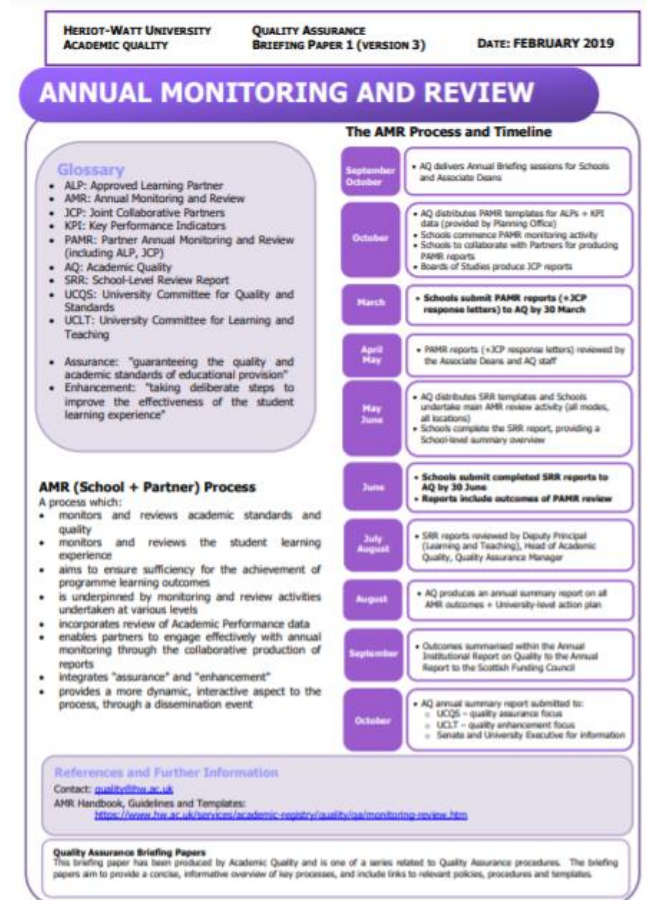 HERIOT-WATT UNIVERSITY
ACADEMIC QUALITY
QUALITY ASSURANCE
BRIEFING PAPER 1 (VERSION 3)
DATE: FEBRUARY 2019
ANNUAL MONITORING AND REVIEW
Glossary
• ALP: Approved Learning Partner
• AMR: Annual Monitoring and Review
• JCP: Joint Collaborative Partners
• KPI: Key Performance Indicators
• PAMR: Partner Annual Monitoring and Review
(including ALP, JCP)
• AQ: Academic Quality
• SRR: School-Level Review Report
• UCQS: University Committee for Quality and
Standards
• UCLT: University Committee for Learning and
Teaching
• Assurance: "guaranteeing the quality and
academic standards of educational provision"
• Enhancement: "taking deliberate steps to
improve the effectiveness of the student
learning experience"
AMR (School + Partner) Process
A process which:
• monitors and reviews academic standards and
quality
• monitors and reviews the student learning
experience
• aims to ensure sufficiency for the achievement of
programme learning outcomes
• is underpinned by monitoring and review activities
undertaken at various levels
• incorporates review of Academic Performance data
• enables partners to engage effectively with annual
monitoring through the collaborative production of
reports
• integrates "assurance" and "enhancement"
• provides a more dynamic, interactive aspect to the
process, through a dissemination event
The AMR Process and Timeline
September
October
• AQ delivers Annual Briefing sessions for Schools
and Associate Deans
October
• AQ distributes PAMR templates for ALPs + KPI
data (provided by Planning Office)
• Schools commence PAMR monitoring activity
• Schools to collaborate with Partners for producing
PAMR reports
• Boards of Studies produce JCP reports
March
• Schools submit PAMR reports (+JCP
response letters) to AQ by 30 March
April
May
• PAMR reports (+JCP response letters) reviewed by
the Associate Deans and AQ staff
May
June
• AQ distributes SRR templates and Schools
undertake main AMR review activity (all modes,
all locations)
• Schools complete the SRR report, providing a
School-level summary overview
June
• Schools submit completed SRR reports to
AQ by 30 June
• Reports include outcomes of PAMR review
July
August
• SRR reports reviewed by Deputy Principal
(Learning and Teaching), Head of Academic
Quality, Quality Assurance Manager
August
• AQ produces an annual summary report on all
AMR outcomes + University-level action plan
September
• Outcomes summarised within the Annual
Institutional Report on Quality to the Annual
Report to the Scottish Funding Council
October
• AQ annual summary report submitted to:
o UCQS – quality assurance focus
o UCLT – quality enhancement focus
o Senate and University Executive for information
References and Further Information
Contact: quality@hw.ac.uk
AMR Handbook, Guidelines and Templates:
https://www.hw.ac.uk/services/academic-registry/quality/qa/monitoring-review.htm
Quality Assurance Briefing Papers
This briefing paper has been produced by Academic Quality and is one of a series related to Quality Assurance procedures. The briefing
papers aim to provide a concise, informative overview of key processes, and include links to relevant policies, procedures and templates.